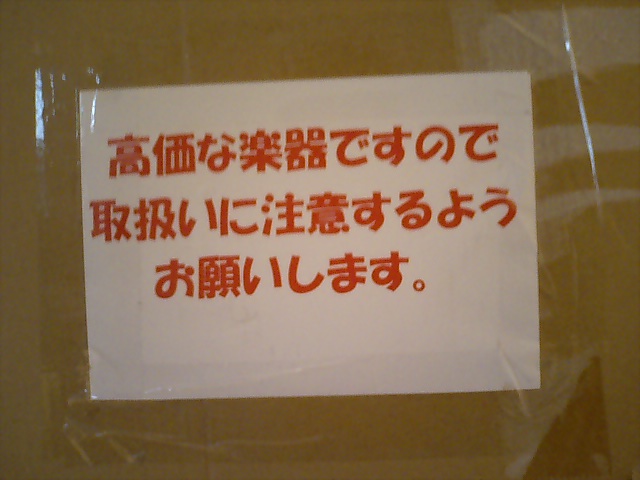 高価な楽器ですので
取扱いに注意するよう
お願いします。